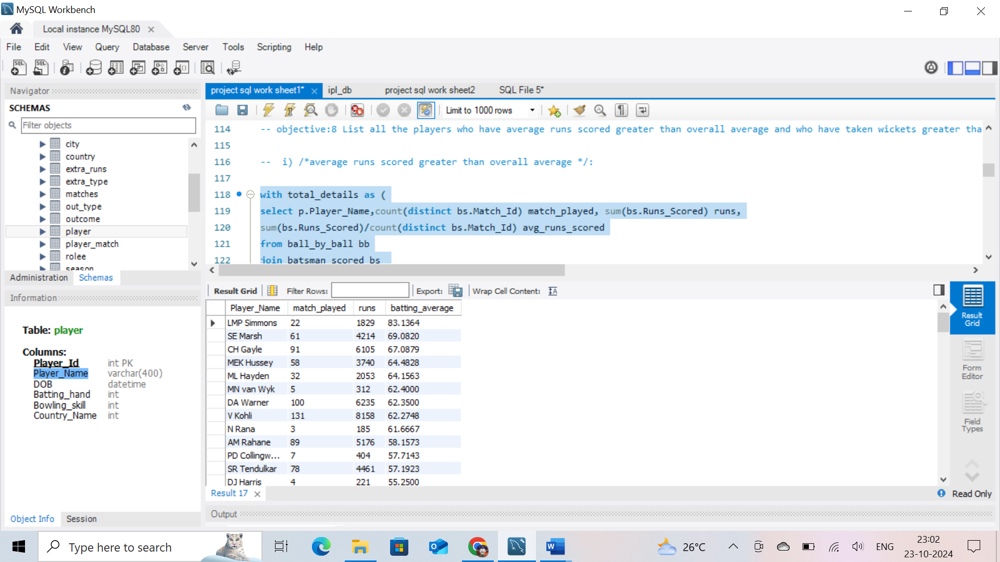 MySQL Workbench
Local instance MySQL80
File Edit View Query Database Server Tools Scripting Help
Navigator
SCHEMAS
Filter objects
city
country
extra_runs
extra_type
matches
out_type
outcome
player
player_match
rolee
season
Administration Schemas
Information
Table: player
Columns:
Player_Id int PK
Player_Name varchar(400)
DOB datetime
Batting_hand int
Bowling_skill int
Country_Name int
Object Info Session
project sql work sheet1* ipl_db project sql work sheet2 SQL File 5*
Limit to 1000 rows
114 -- objective:8 List all the players who have average runs scored greater than overall average and who have taken wickets greater tha
115
116 -- i) /*average runs scored greater than overall average */:
117
118 with total_details as (
119 select p.Player_Name,count(distinct bs.Match_Id) match_played, sum(bs.Runs_Scored) runs,
120 sum(bs.Runs_Scored)/count(distinct bs.Match_Id) avg_runs_scored
121 from ball_by_ball bb
122 join batsman_scored bs
Result Grid Filter Rows: Export: Wrap Cell Content:
Player_Name match_played runs batting_average
LMP Simmons 22 1829 83.1364
SE Marsh 61 4214 69.0820
CH Gayle 91 6105 67.0879
MEK Hussey 58 3740 64.4828
ML Hayden 32 2053 64.1563
MN van Wyk 5 312 62.4000
DA Warner 100 6235 62.3500
V Kohli 131 8158 62.2748
N Rana 3 185 61.6667
AM Rahane 89 5176 58.1573
PD Collingw... 7 404 57.7143
SR Tendulkar 78 4461 57.1923
DJ Harris 4 221 55.2500
Result 17
Result
Grid
Form
Editor
Field
Types
Read Only
Output
Type here to search
26°C
ENG
23:02
23-10-2024